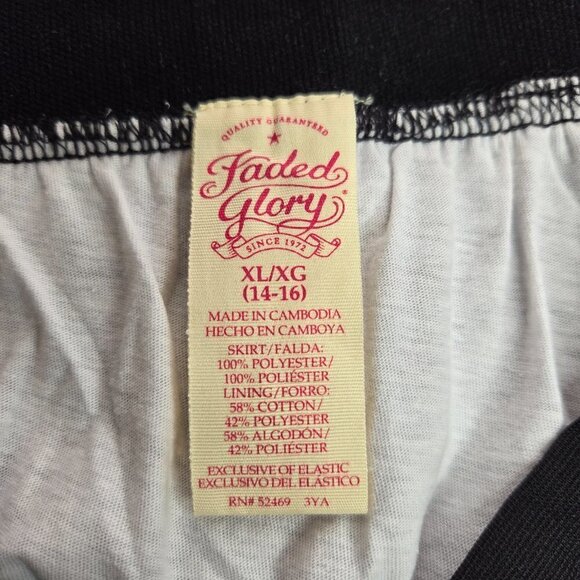 QUALITY GUARANTEED
Faded
Glory
SINCE 1972
XL/XG
(14-16)
MADE IN CAMBODIA
HECHO EN CAMBOYA
SKIRT/FALDA:
100% POLYESTER/
100% POLIÉSTER
LINING/FORRO:
58% COTTON/
42% POLYESTER
58% ALGODÓN/
42% POLIÉSTER
EXCLUSIVE OF ELASTIC
EXCLUSIVO DEL ELÁSTICO
RN# 52469 3YA